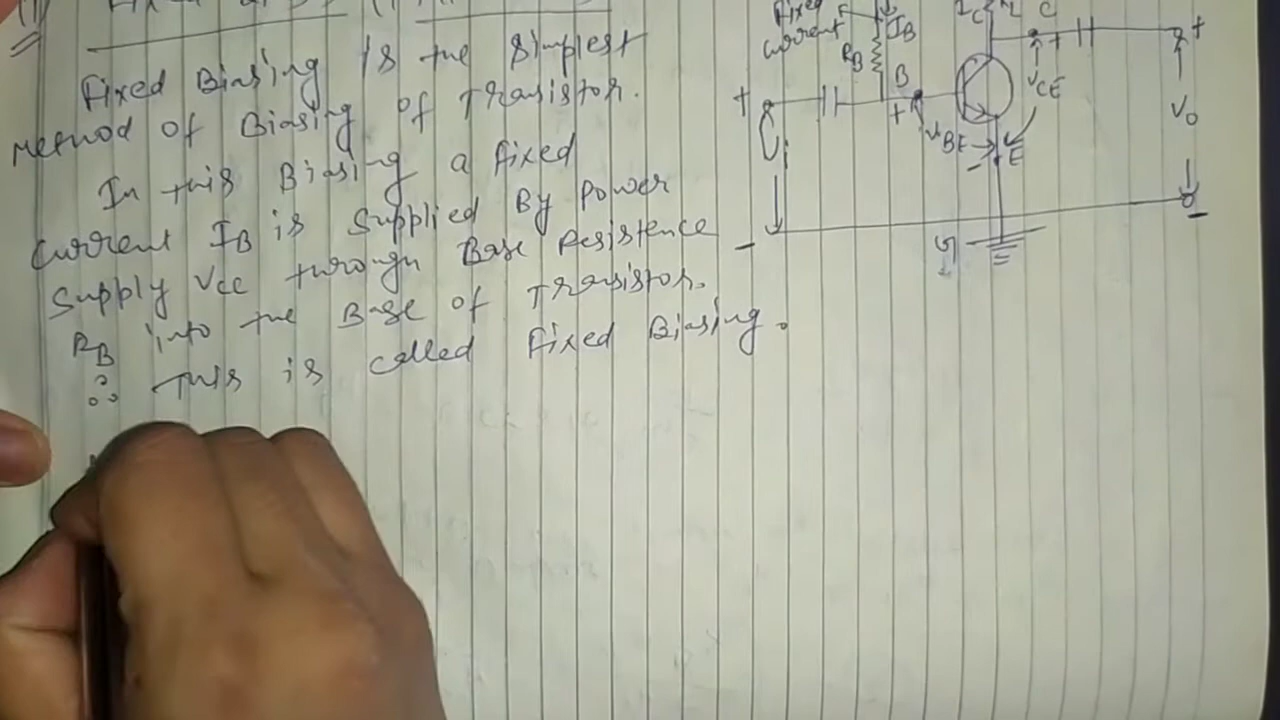 (1)
Fixed Biasing is the simplest
method of Biasing of Transistor.
In this Biasing a fixed
current IB is supplied By power
supply Vcc through Base Resistence
RB into the Base of Transistor.
∴ This is called Fixed Biasing.
Fixed
current
IB
RB
B
IC
RL
C
+
+
+
+
VCE
VBE
E
Vi
Vo
-
-
-